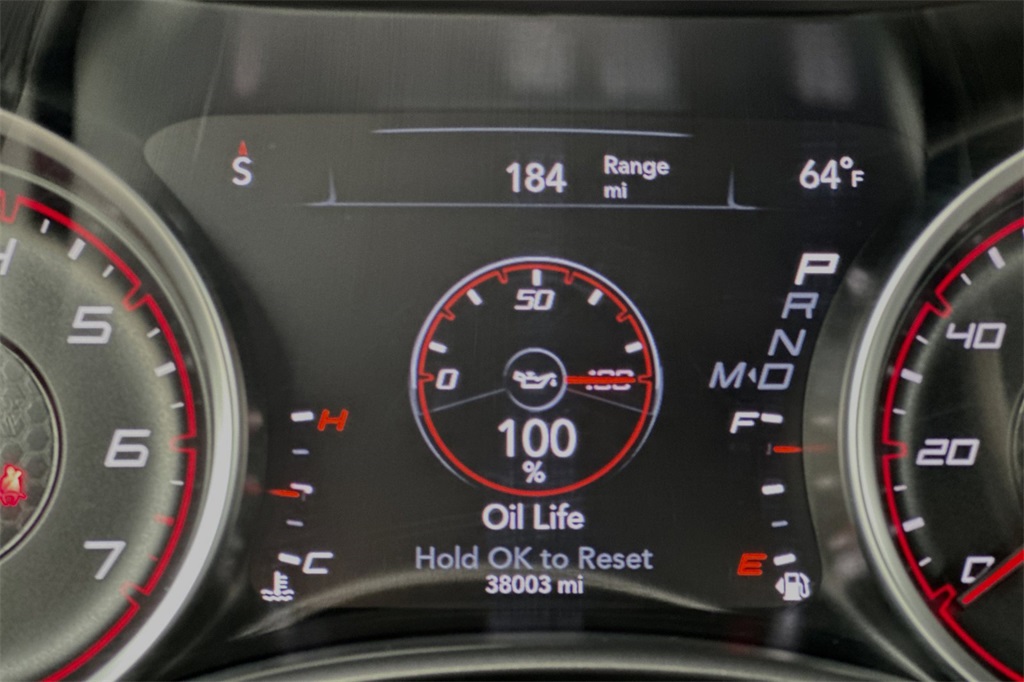 S
184 Range
mi
64°F
50
0
100
%
Oil Life
Hold OK to Reset
38003 mi
H
C
P
R
N
M D
F
E
5
6
7
40
20
0